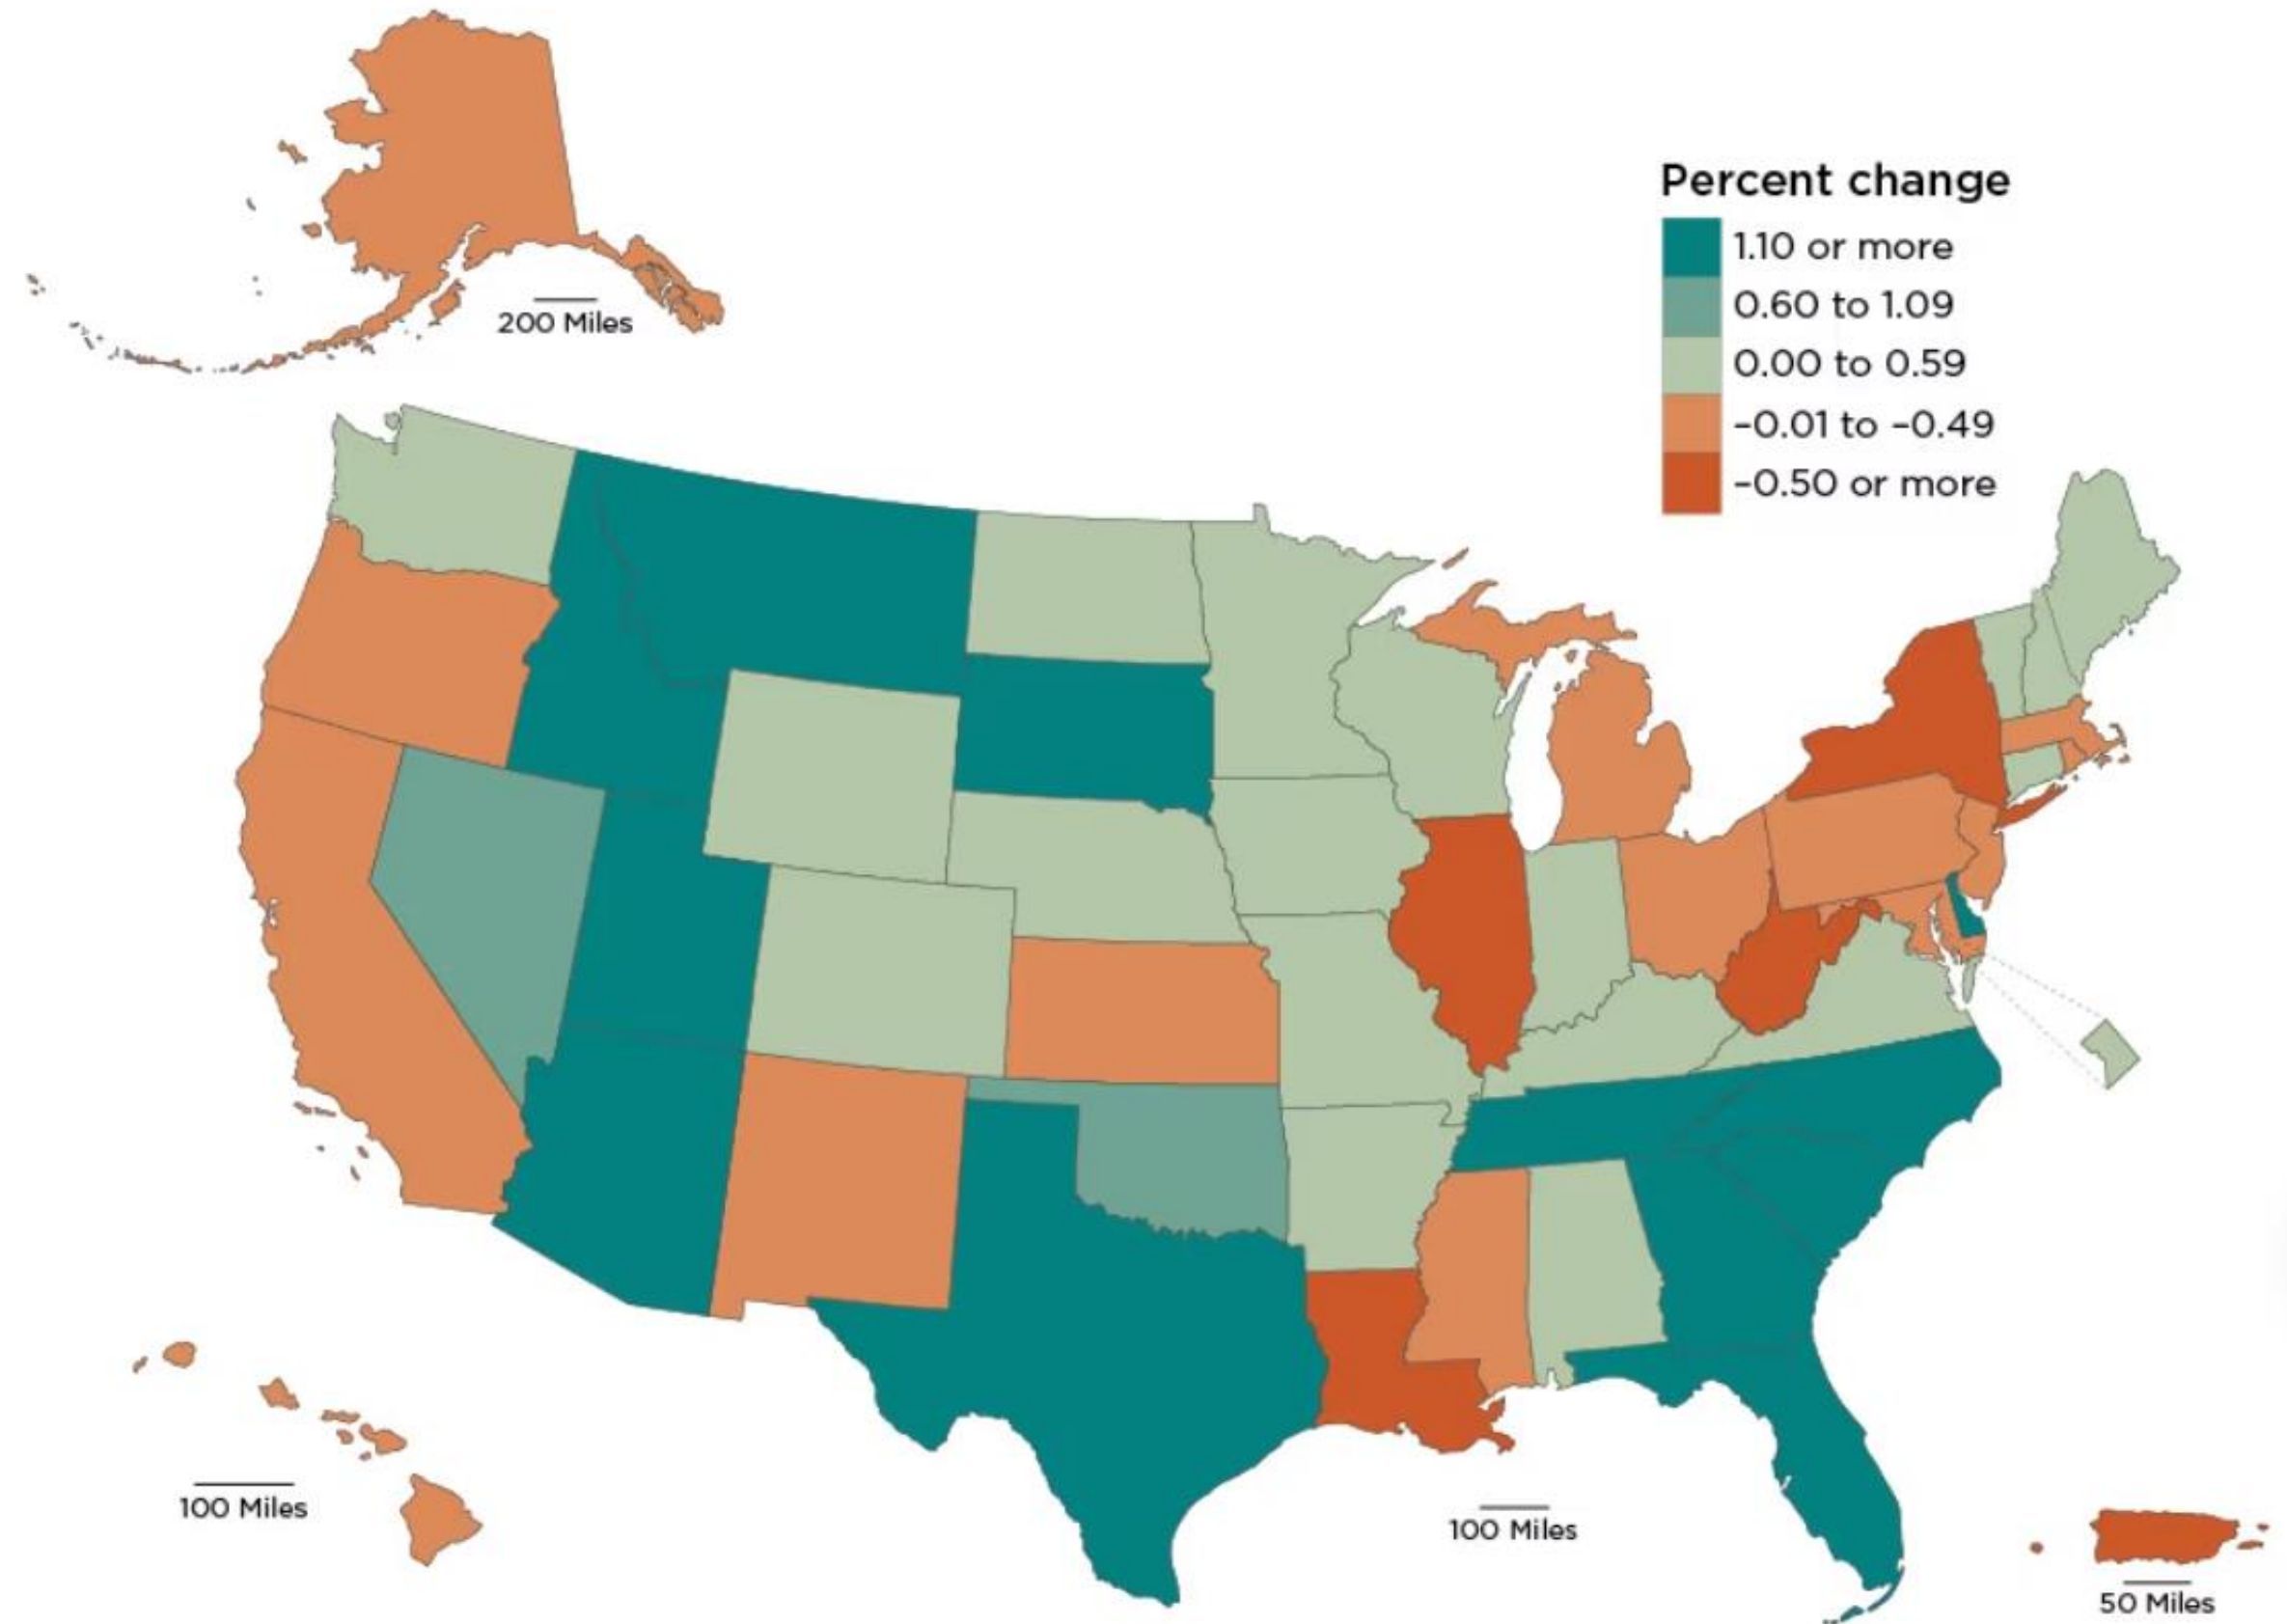 Percent change
1.10 or more
0.60 to 1.09
0.00 to 0.59
–0.01 to –0.49
–0.50 or more
200 Miles
100 Miles
100 Miles
50 Miles